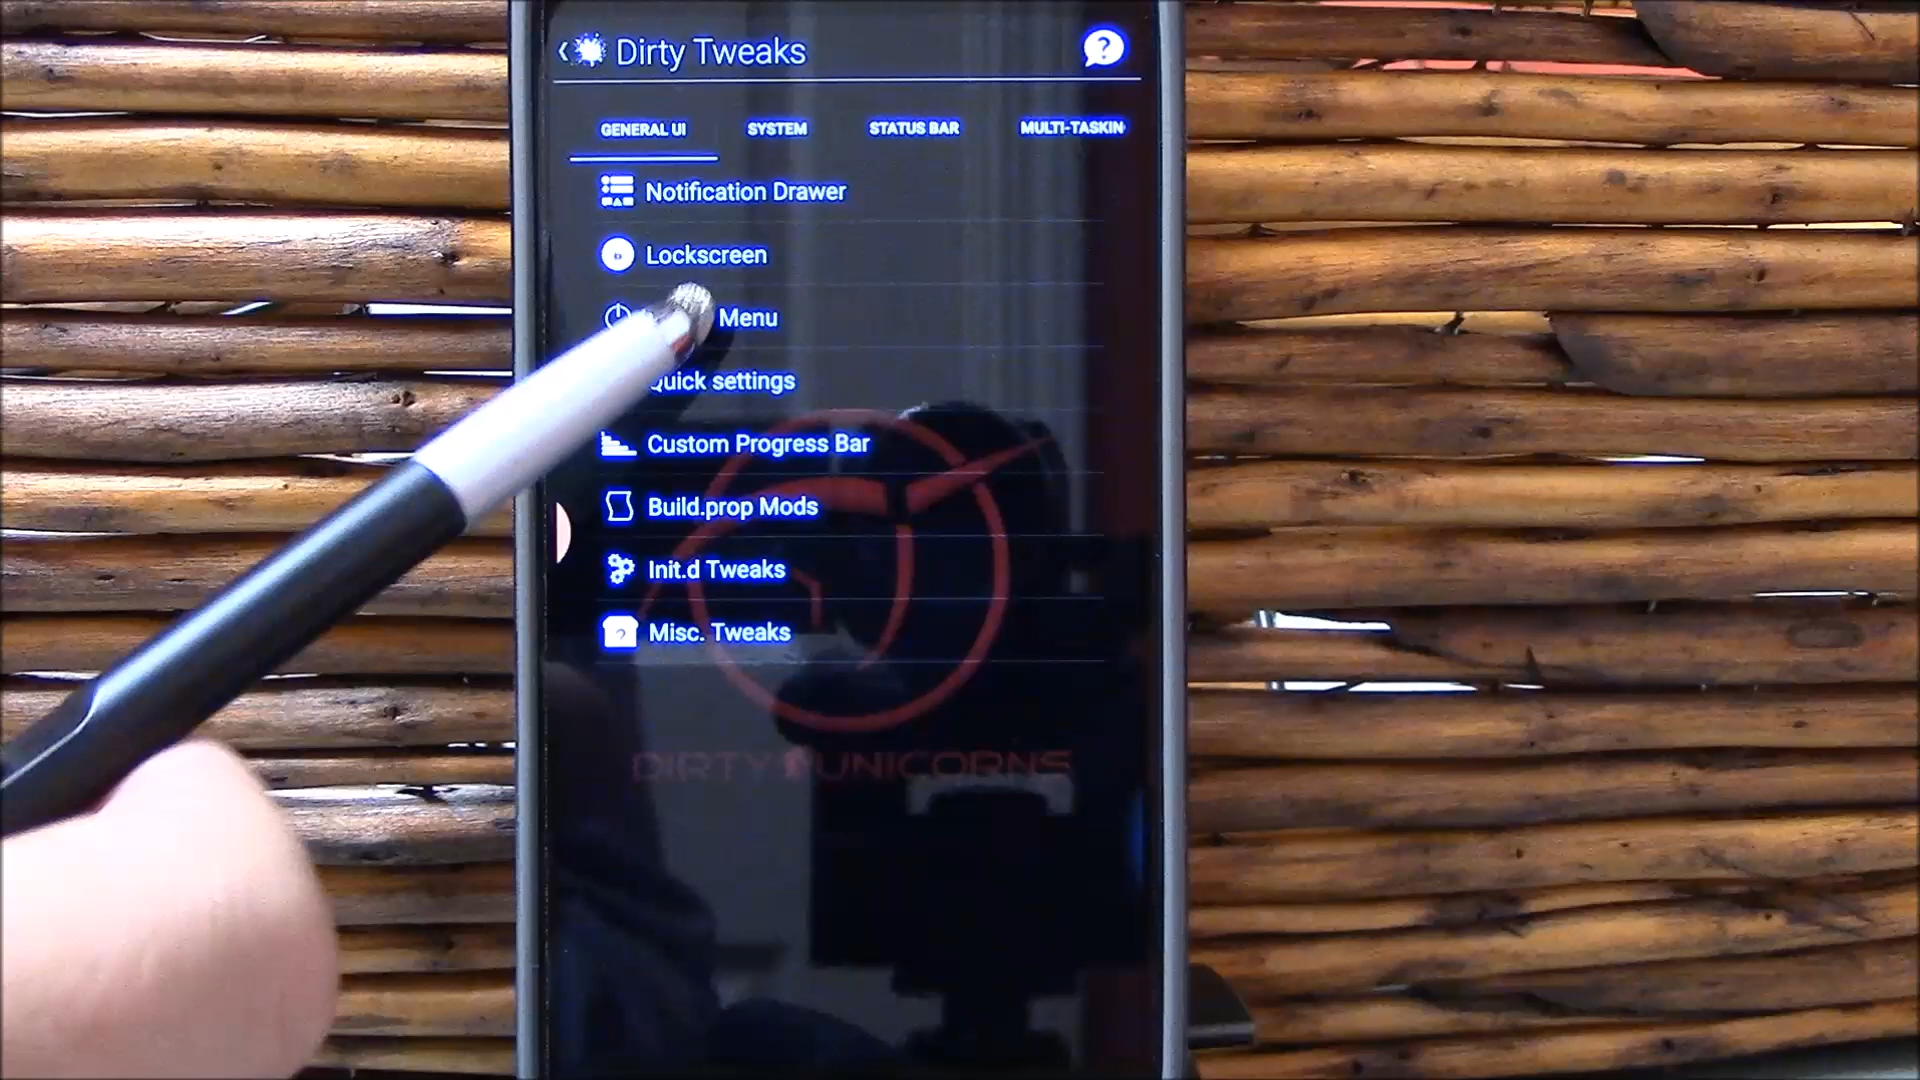 Dirty Tweaks
GENERAL UI SYSTEM STATUS BAR MULTI-TASKIN
Notification Drawer
Lockscreen
Menu
Quick settings
Custom Progress Bar
Build.prop Mods
Init.d Tweaks
Misc. Tweaks
DIRTY UNICORNS